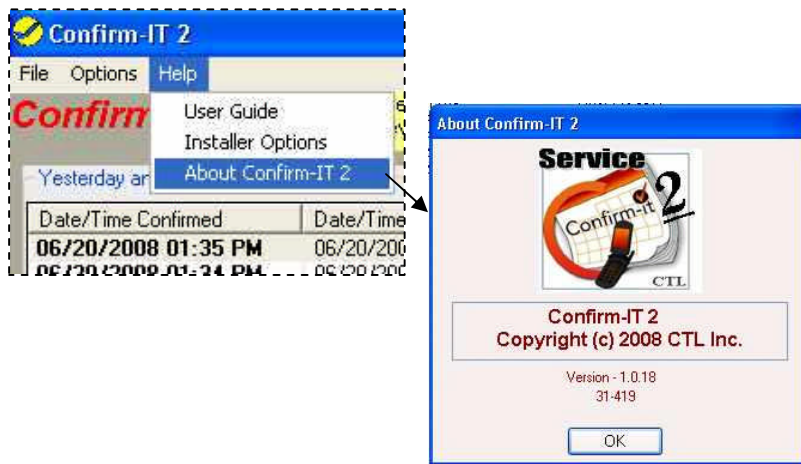 Confirm-IT 2
File Options Help
Confirm
User Guide
Installer Options
About Confirm-IT 2
Yesterday an
Date/Time Confirmed Date/Time
06/20/2008 01:35 PM 06/20/200
About Confirm-IT 2
Service
Confirm-it 2
CTL
Confirm-IT 2
Copyright (c) 2008 CTL Inc.
Version - 1.0.18
31-419
OK